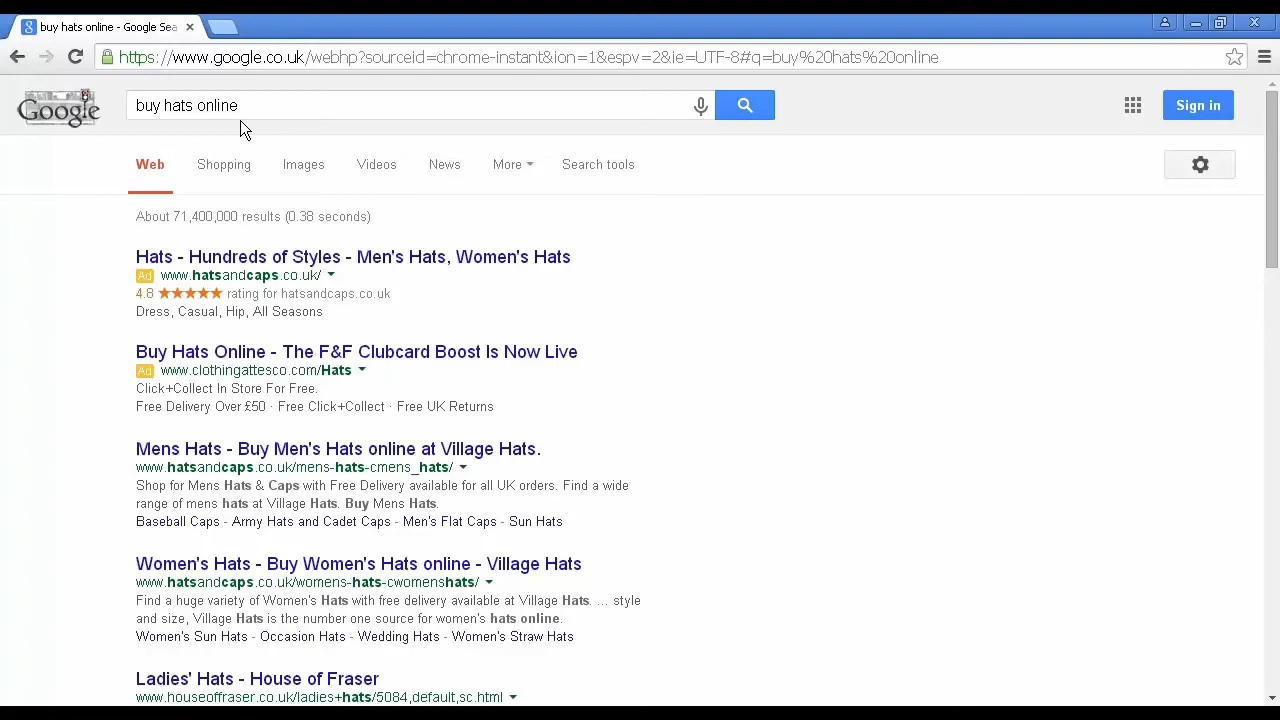 buy hats online - Google Sea
https://www.google.co.uk/webhp?sourceid=chrome-instant&ion=1&espv=2&ie=UTF-8#q=buy%20hats%20online
Google
buy hats online
Sign in
Web Shopping Images Videos News More Search tools
About 71,400,000 results (0.38 seconds)
Hats - Hundreds of Styles - Men's Hats, Women's Hats
Ad www.hatsandcaps.co.uk/
4.8 ★★★★★ rating for hatsandcaps.co.uk
Dress, Casual, Hip, All Seasons
Buy Hats Online - The F&F Clubcard Boost Is Now Live
Ad www.clothingattesco.com/Hats
Click+Collect In Store For Free.
Free Delivery Over £50 · Free Click+Collect · Free UK Returns
Mens Hats - Buy Men's Hats online at Village Hats.
www.hatsandcaps.co.uk/mens-hats-cmens_hats/
Shop for Mens Hats & Caps with Free Delivery available for all UK orders. Find a wide
range of mens hats at Village Hats. Buy Mens Hats.
Baseball Caps - Army Hats and Cadet Caps - Men's Flat Caps - Sun Hats
Women's Hats - Buy Women's Hats online - Village Hats
www.hatsandcaps.co.uk/womens-hats-cwomenshats/
Find a huge variety of Women's Hats with free delivery available at Village Hats. ... style
and size, Village Hats is the number one source for women's hats online.
Women's Sun Hats - Occasion Hats - Wedding Hats - Women's Straw Hats
Ladies' Hats - House of Fraser
www.houseoffraser.co.uk/ladies+hats/5084,default,sc.html